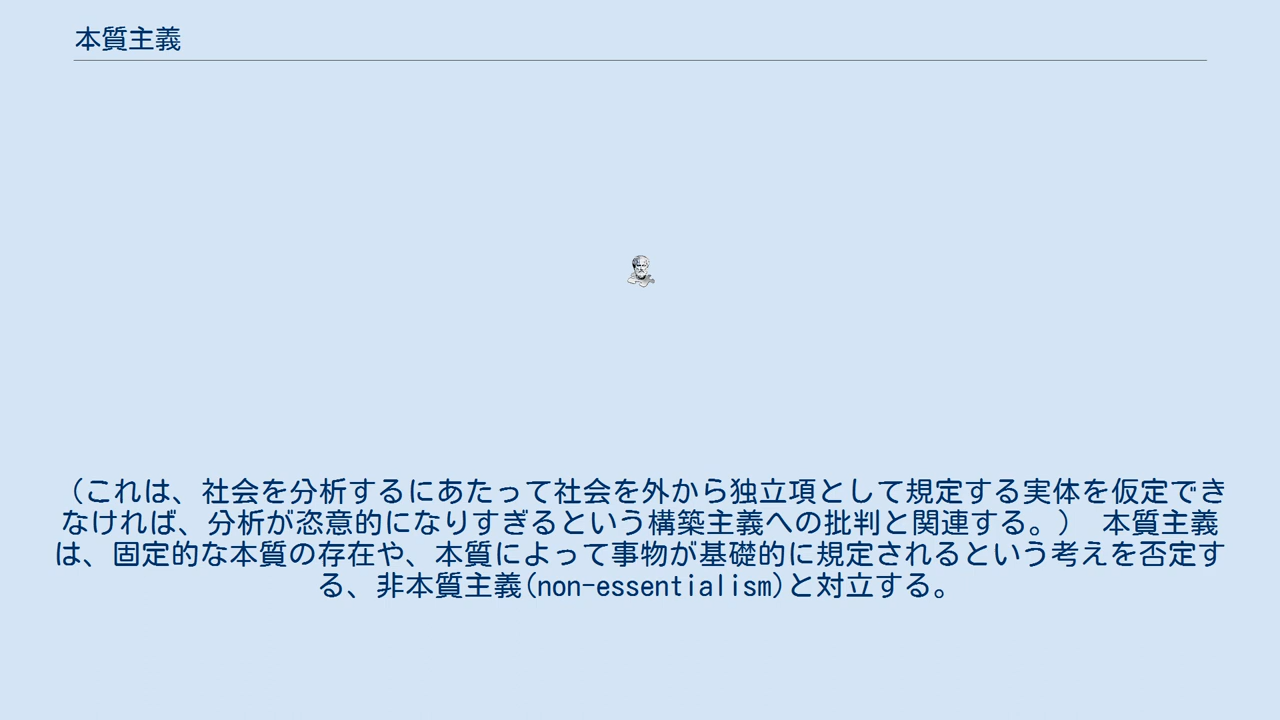 本質主義
（これは、社会を分析するにあたって社会を外から独立項として規定する実体を仮定でき
なければ、分析が恣意的になりすぎるという構築主義への批判と関連する。） 本質主義
は、固定的な本質の存在や、本質によって事物が基礎的に規定されるという考えを否定す
る、非本質主義(non-essentialism)と対立する。